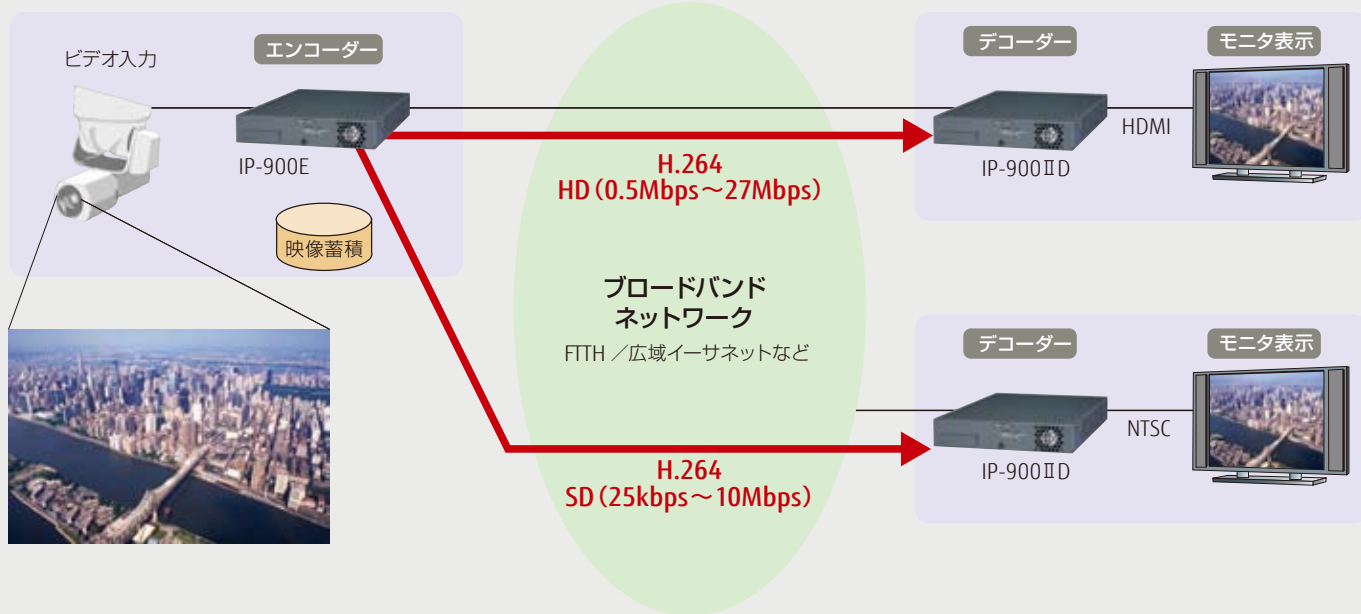 ビデオ入力
エンコーダー
IP-900E
映像蓄積
H.264
HD（0.5Mbps～27Mbps）
ブロードバンド
ネットワーク
FTTH ／広域イーサネットなど
H.264
SD（25kbps～10Mbps）
デコーダー
モニタ表示
HDMI
IP-900ⅡD
デコーダー
モニタ表示
NTSC
IP-900ⅡD